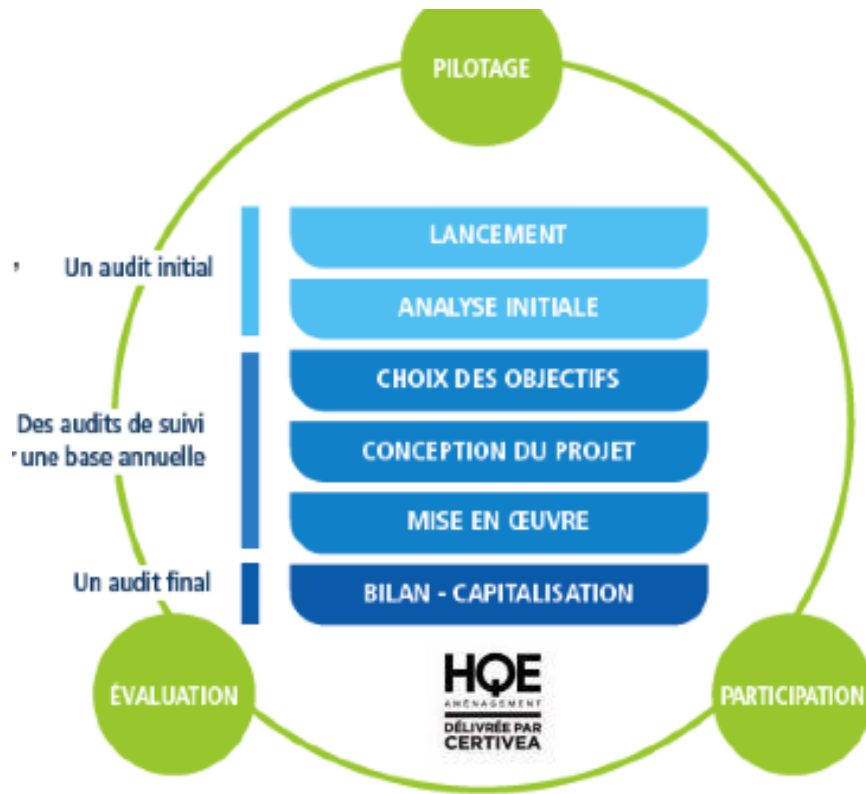 PILOTAGE
LANCEMENT
, Un audit initial
ANALYSE INITIALE
CHOIX DES OBJECTIFS
Des audits de suivi
une base annuelle
CONCEPTION DU PROJET
MISE EN ŒUVRE
Un audit final
BILAN - CAPITALISATION
ÉVALUATION
HQE
AMÉNAGEMENT
DÉLIVRÉE PAR
CERTIVEA
PARTICIPATION